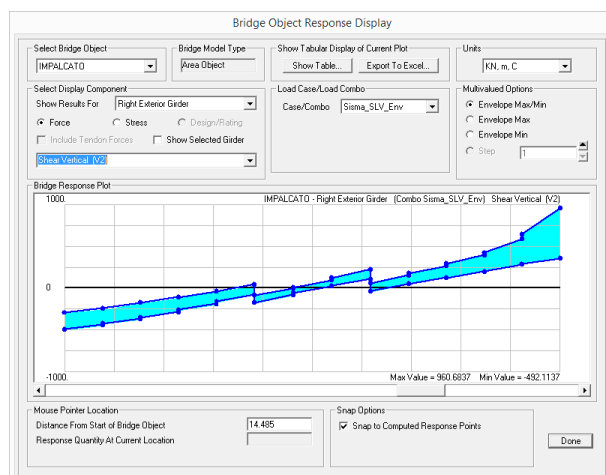 Bridge Object Response Display
Select Bridge Object
IMPALCATO
Bridge Model Type
Area Object
Show Tabular Display of Current Plot
Show Table...
Export To Excel...
Units
KN, m, C
Select Display Component
Show Results For
Right Exterior Girder
Force
Stress
Design/Rating
Include Tendon Forces
Show Selected Girder
Shear Vertical (V2)
Load Case/Load Combo
Case/Combo
Sisma_SLV_Env
Multivalued Options
Envelope Max/Min
Envelope Max
Envelope Min
Step
1
Bridge Response Plot
1000.
IMPALCATO - Right Exterior Girder (Combo Sisma_SLV_Env) Shear Vertical (V2)
0
-1000.
Max Value = 960.6837 Min Value = -492.1137
Mouse Pointer Location
Distance From Start of Bridge Object
14.485
Response Quantity At Current Location
Snap Options
Snap to Computed Response Points
Done